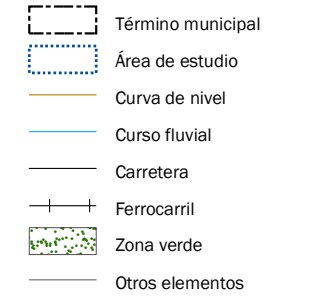 Término municipal
Área de estudio
Curva de nivel
Curso fluvial
Carretera
Ferrocarril
Zona verde
Otros elementos